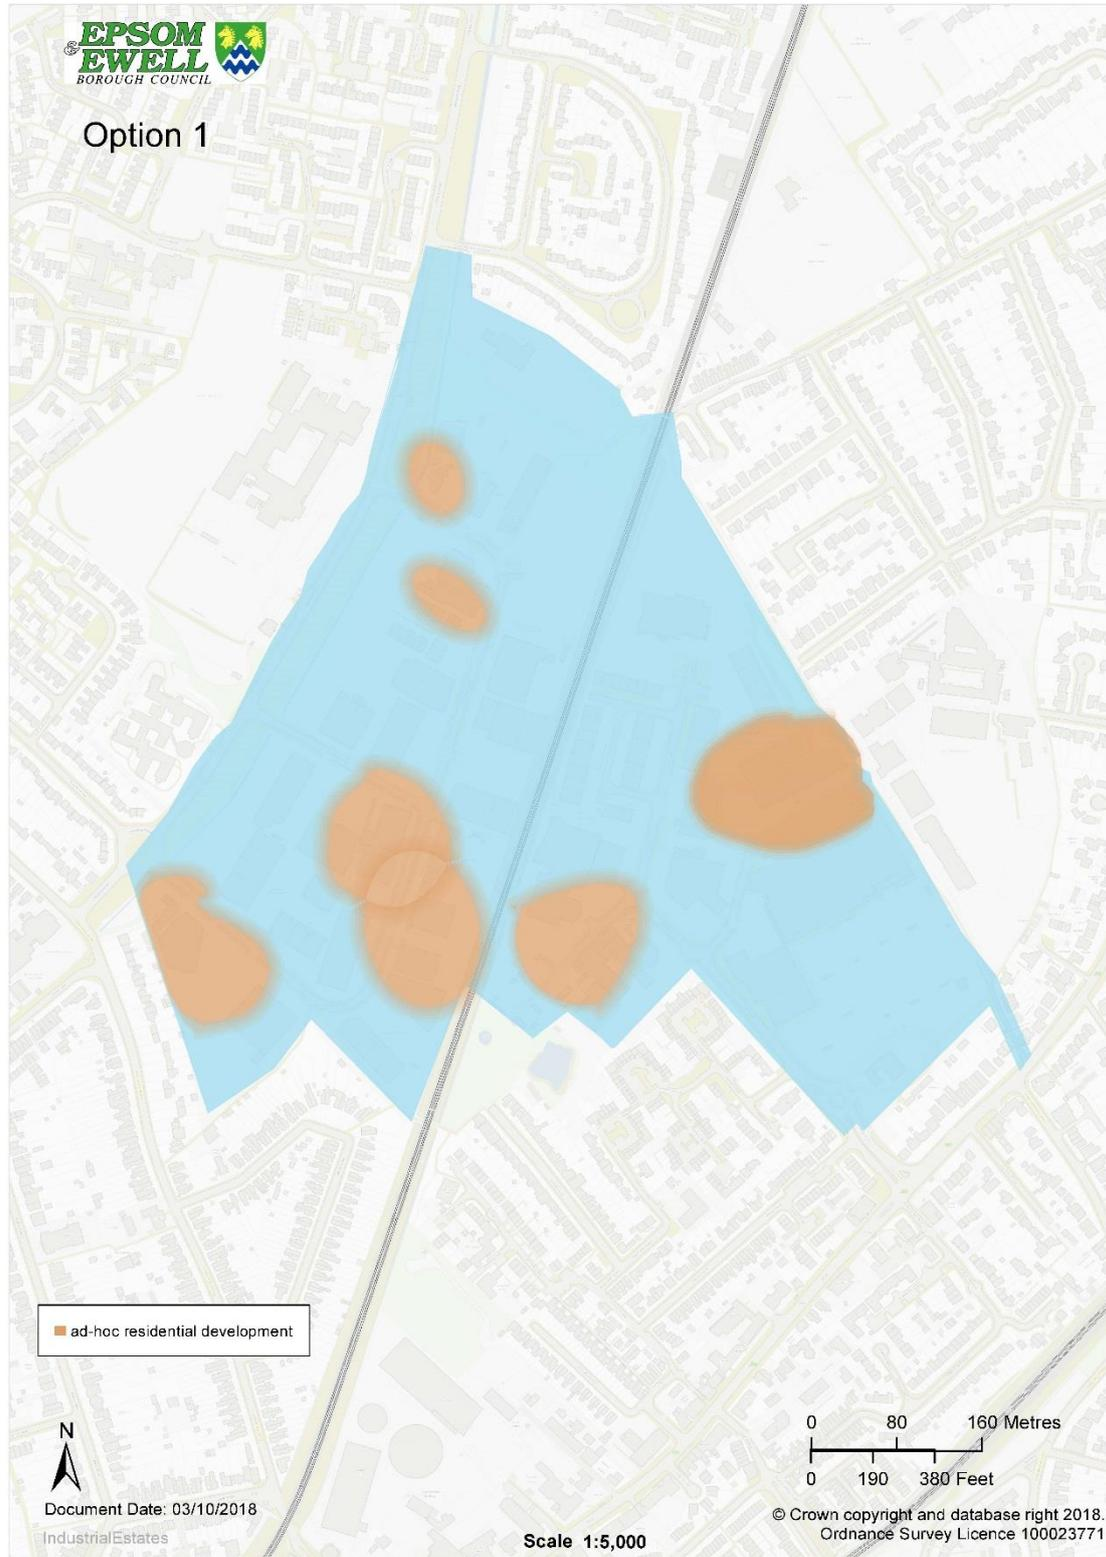 EPSOM
& EWELL
BOROUGH COUNCIL
Option 1
ad-hoc residential development
N
Document Date: 03/10/2018
IndustrialEstates
Scale 1:5,000
0 80 160 Metres
0 190 380 Feet
© Crown copyright and database right 2018.
Ordnance Survey Licence 100023771